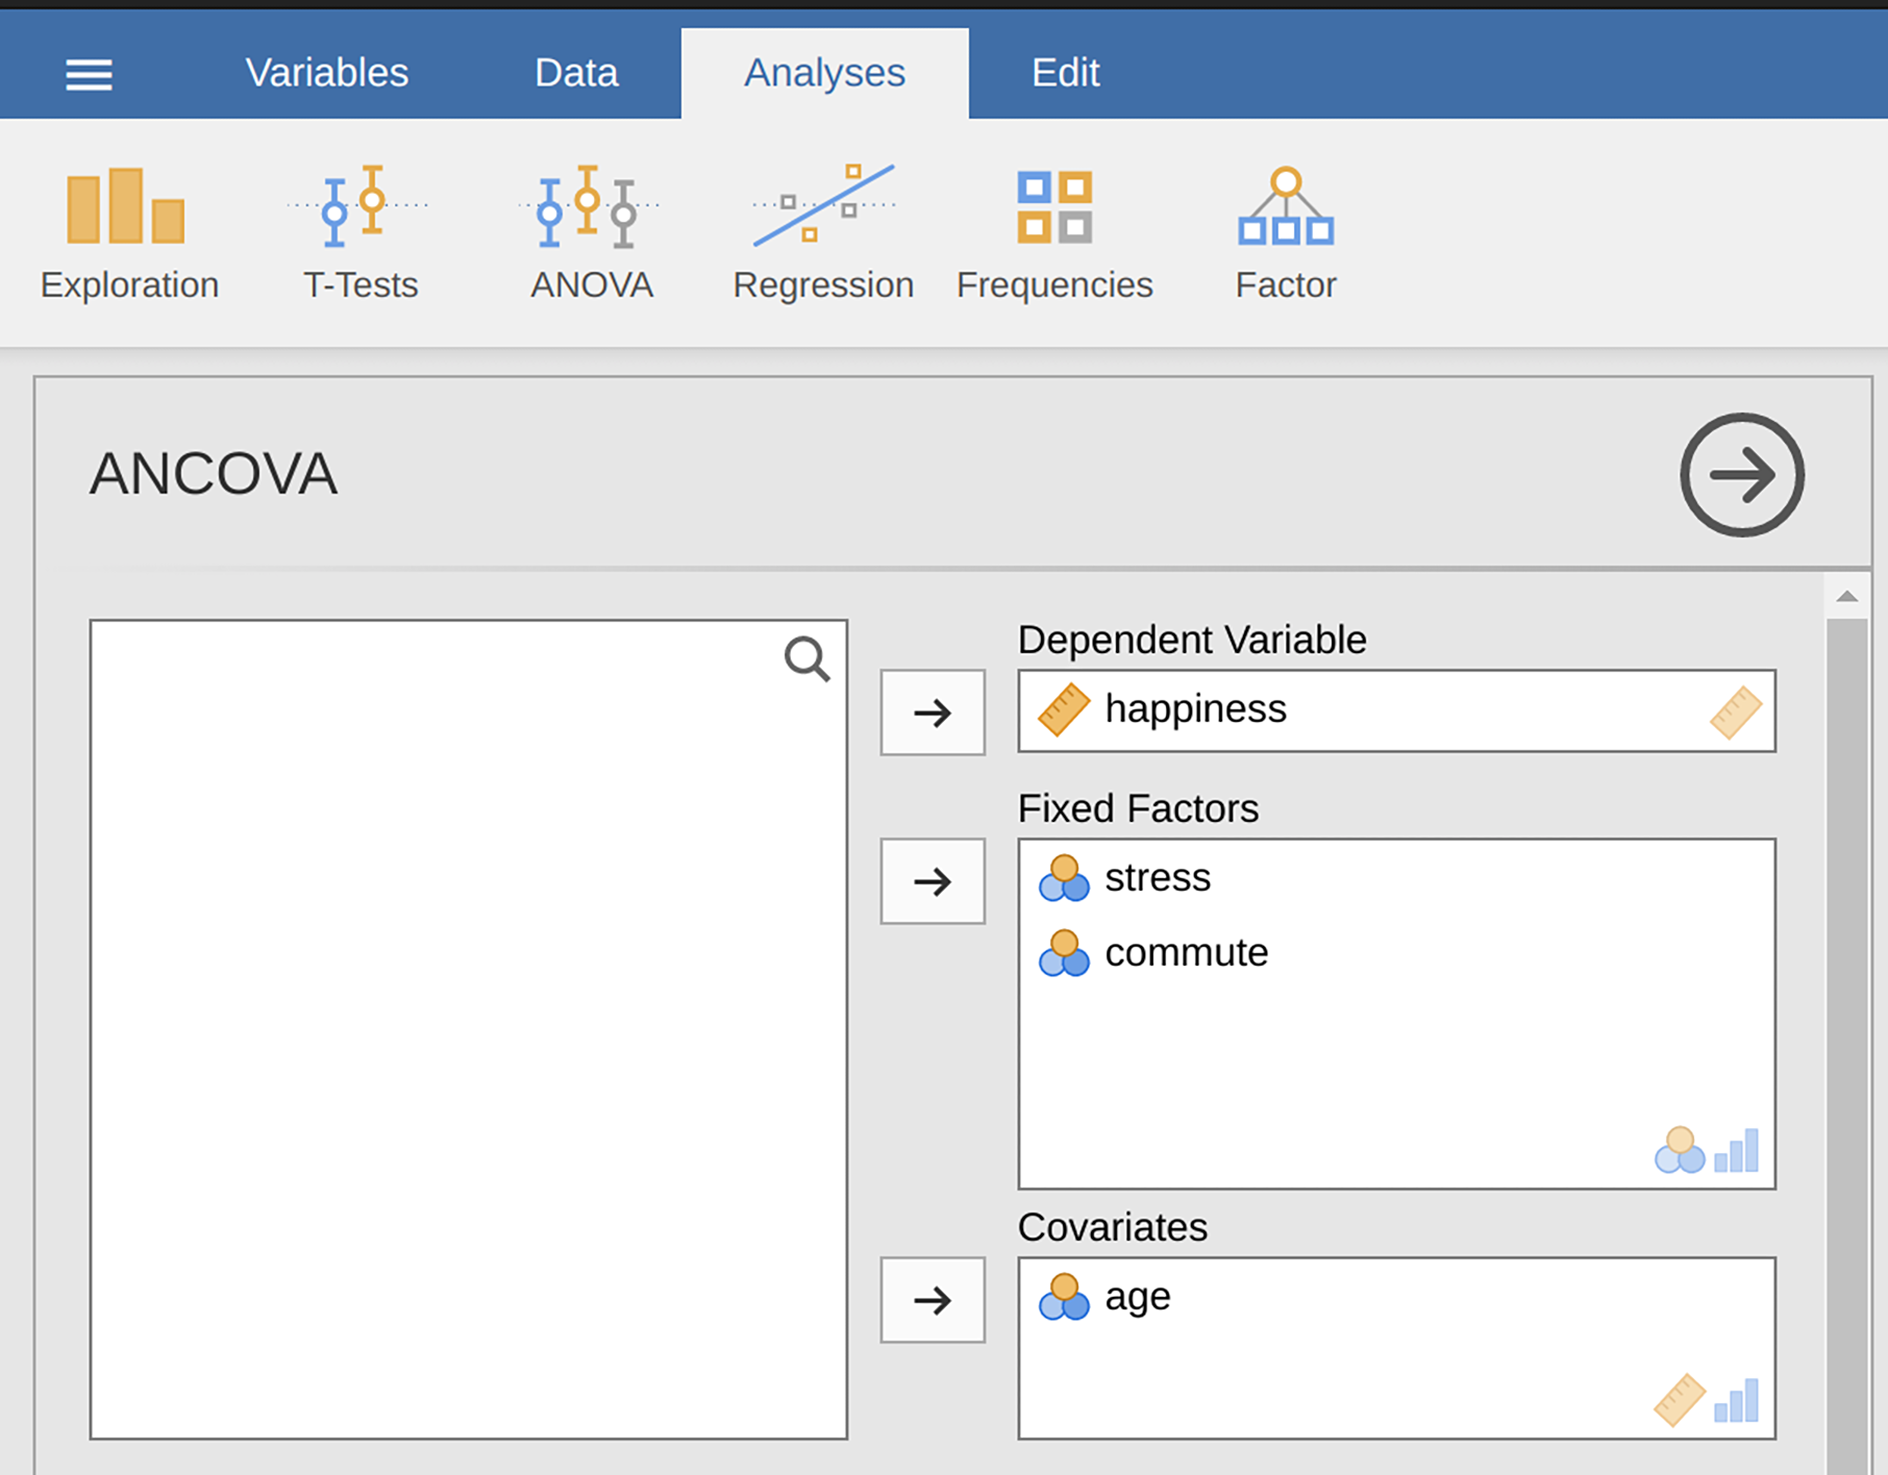 Variables Data Analyses Edit
Exploration T-Tests ANOVA Regression Frequencies Factor
ANCOVA
Dependent Variable
happiness
Fixed Factors
stress
commute
Covariates
age